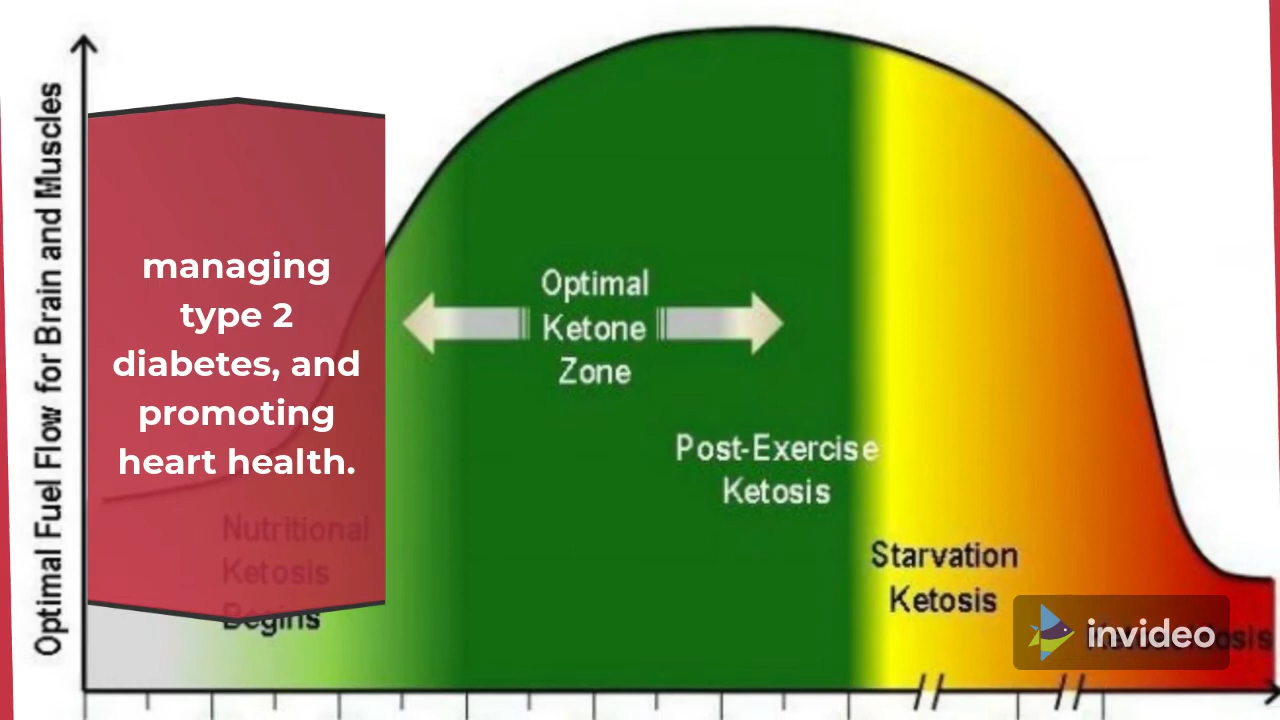 Optimal Fuel Flow for Brain and Muscles
managing
type 2
diabetes, and
promoting
heart health.
Optimal
Ketone
Zone
Post-Exercise
Ketosis
Nutritional
Ketosis
Begins
Starvation
Ketosis
invideo